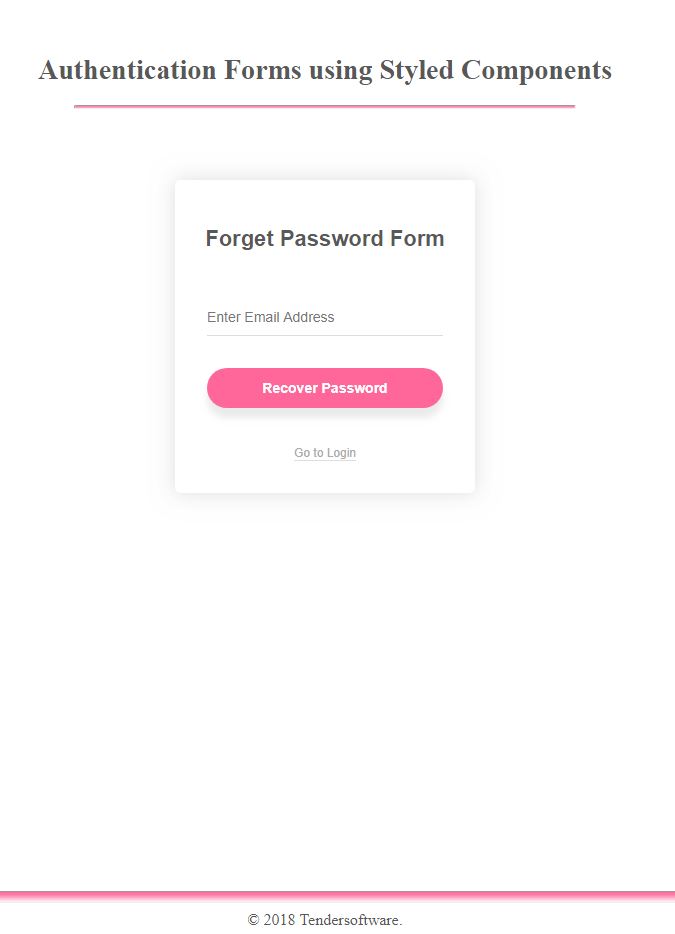 Authentication Forms using Styled Components
Forget Password Form
Enter Email Address
Recover Password
Go to Login
© 2018 Tendersoftware.